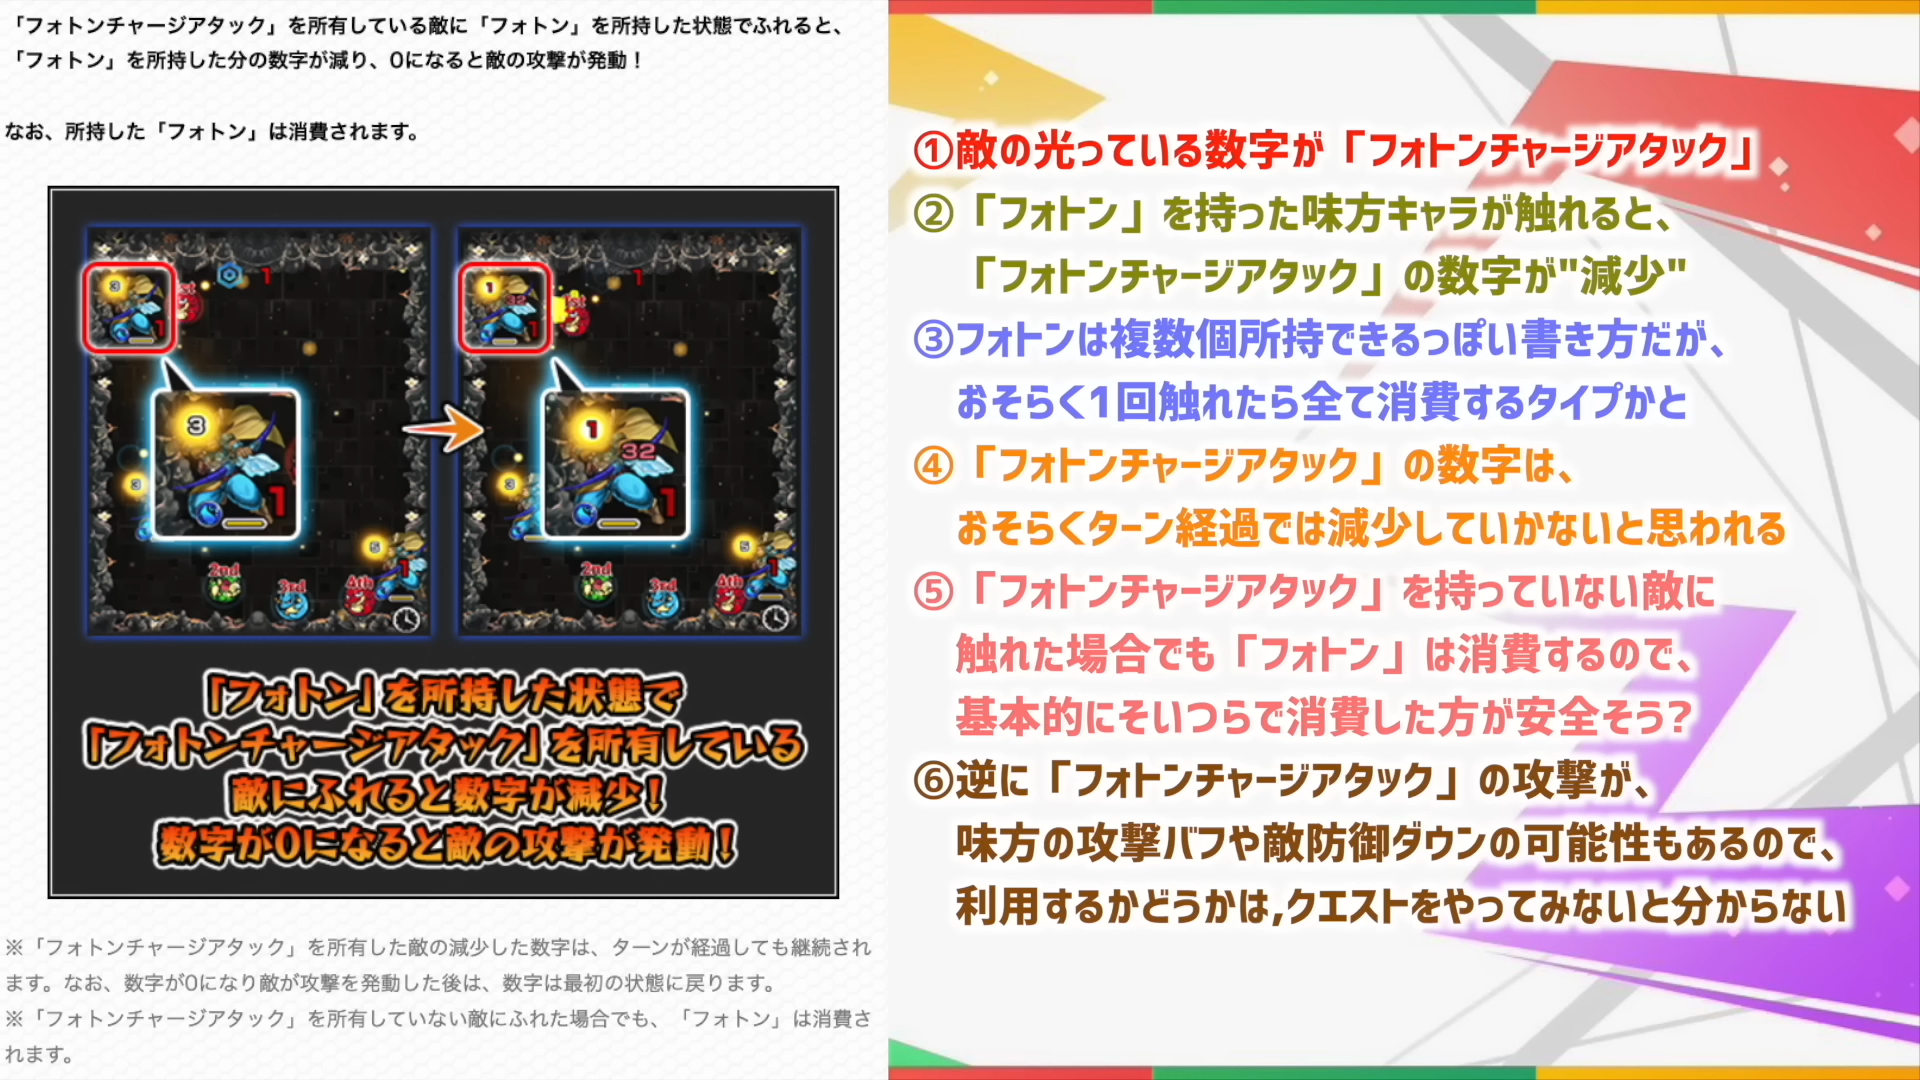 「フォトンチャージアタック」を所有している敵に「フォトン」を所持した状態でふれると、
「フォトン」を所持した分の数字が減り、0になると敵の攻撃が発動！
なお、所持した「フォトン」は消費されます。
3
1st
1
1
3
1
3
5
1
2nd
3rd
4th
1
32
1
1st
1
1
32
1
3
5
1
2nd
3rd
4th
「フォトン」を所持した状態で
「フォトンチャージアタック」を所有している
敵にふれると数字が減少！
数字が0になると敵の攻撃が発動！
※「フォトンチャージアタック」を所有した敵の減少した数字は、ターンが経過しても継続され
ます。なお、数字が0になり敵が攻撃を発動した後は、数字は最初の状態に戻ります。
※「フォトンチャージアタック」を所有していない敵にふれた場合でも、「フォトン」は消費さ
れます。
①敵の光っている数字が「フォトンチャージアタック」
②「フォトン」を持った味方キャラが触れると、
「フォトンチャージアタック」の数字が"減少"
③フォトンは複数個所持できるっぽい書き方だが、
おそらく1回触れたら全て消費するタイプかと
④「フォトンチャージアタック」の数字は、
おそらくターン経過では減少していかないと思われる
⑤「フォトンチャージアタック」を持っていない敵に
触れた場合でも「フォトン」は消費するので、
基本的にそいつらで消費した方が安全そう?
⑥逆に「フォトンチャージアタック」の攻撃が、
味方の攻撃バフや敵防御ダウンの可能性もあるので、
利用するかどうかは,クエストをやってみないと分からない